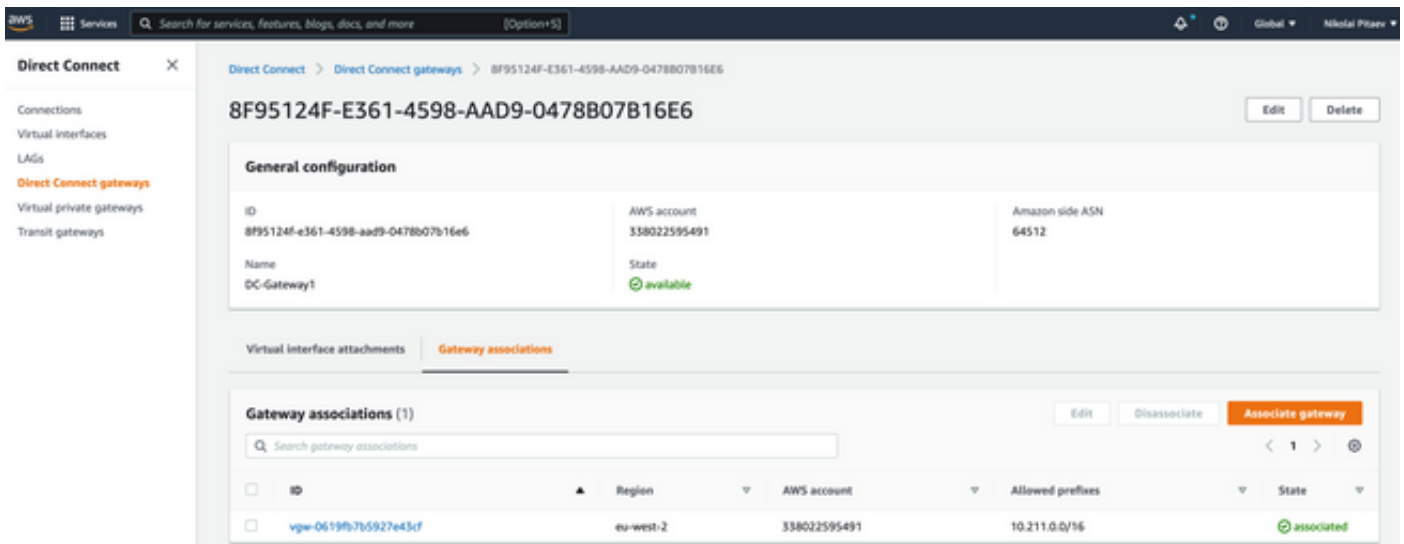 aws Services Search for services, features, blogs, docs, and more [Option+S] Global Nikolai Pitaev
Direct Connect
Connections
Virtual interfaces
LAGs
Direct Connect gateways
Virtual private gateways
Transit gateways
Direct Connect > Direct Connect gateways > 8F95124F-E361-4598-AAD9-0478B07B16E6
8F95124F-E361-4598-AAD9-0478B07B16E6 Edit Delete
General configuration
ID AWS account Amazon side ASN
8f95124f-e361-4598-aad9-0478b07b16e6 338022595491 64512
Name State
DC-Gateway1 available
Virtual interface attachments Gateway associations
Gateway associations (1) Edit Disassociate Associate gateway
Search gateway associations < 1 >
ID Region AWS account Allowed prefixes State
vgw-0619fb7b5927e43cf eu-west-2 338022595491 10.211.0.0/16 associated